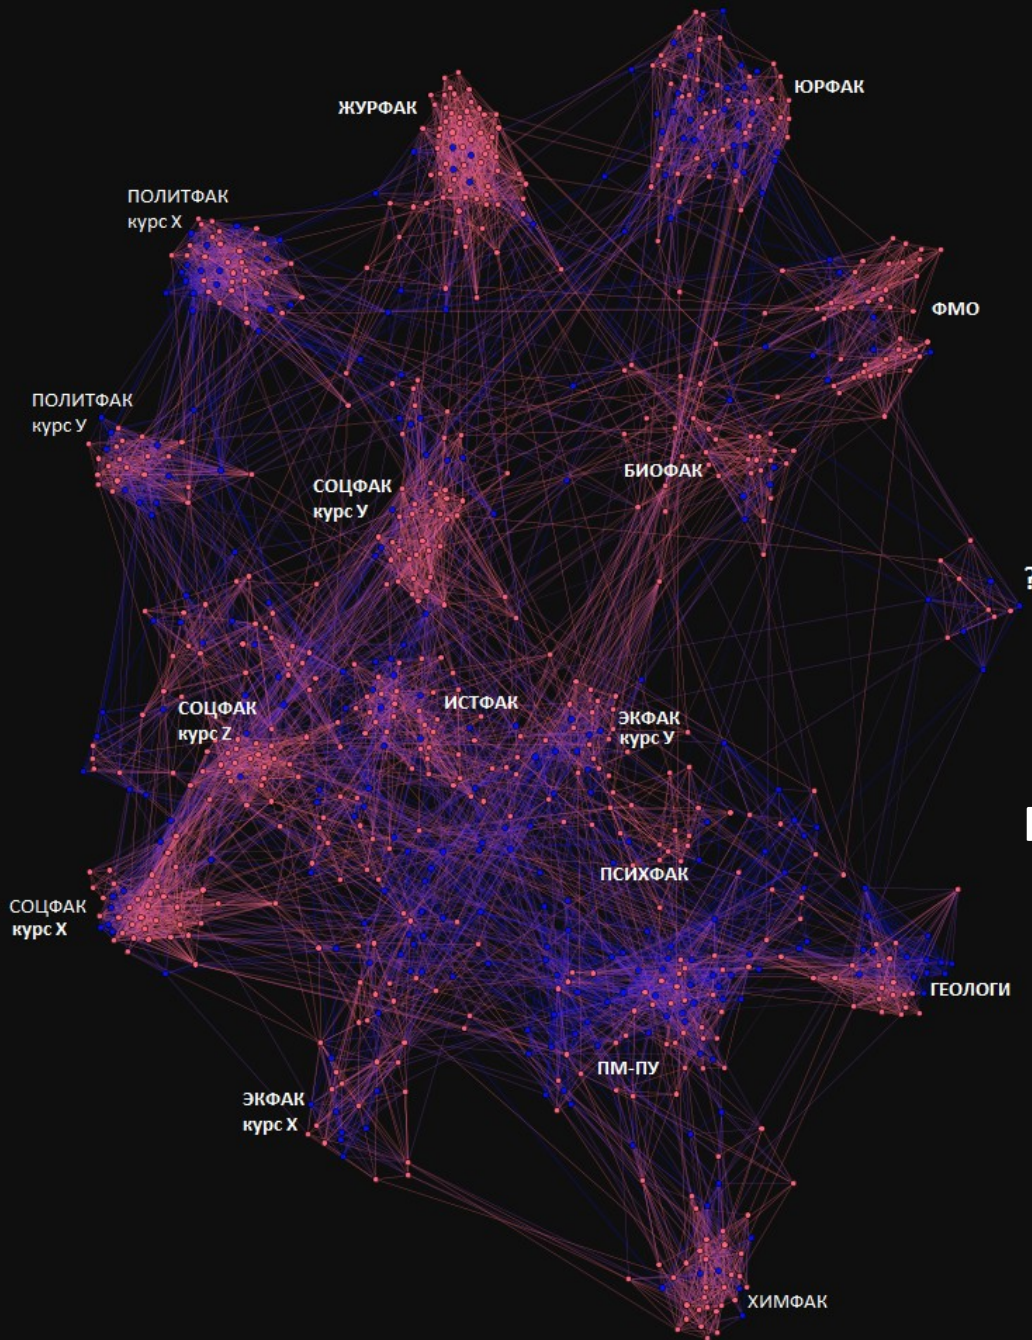 ЮРФАК
ЖУРФАК
ПОЛИТФАК
курс X
ФМО
ПОЛИТФАК
курс У
БИОФАК
СОЦФАК
курс У
?
ИСТФАК
СОЦФАК
курс Z
ЭКФАК
курс У
ПСИХФАК
СОЦФАК
курс X
ГЕОЛОГИ
ПМ-ПУ
ЭКФАК
курс X
ХИМФАК